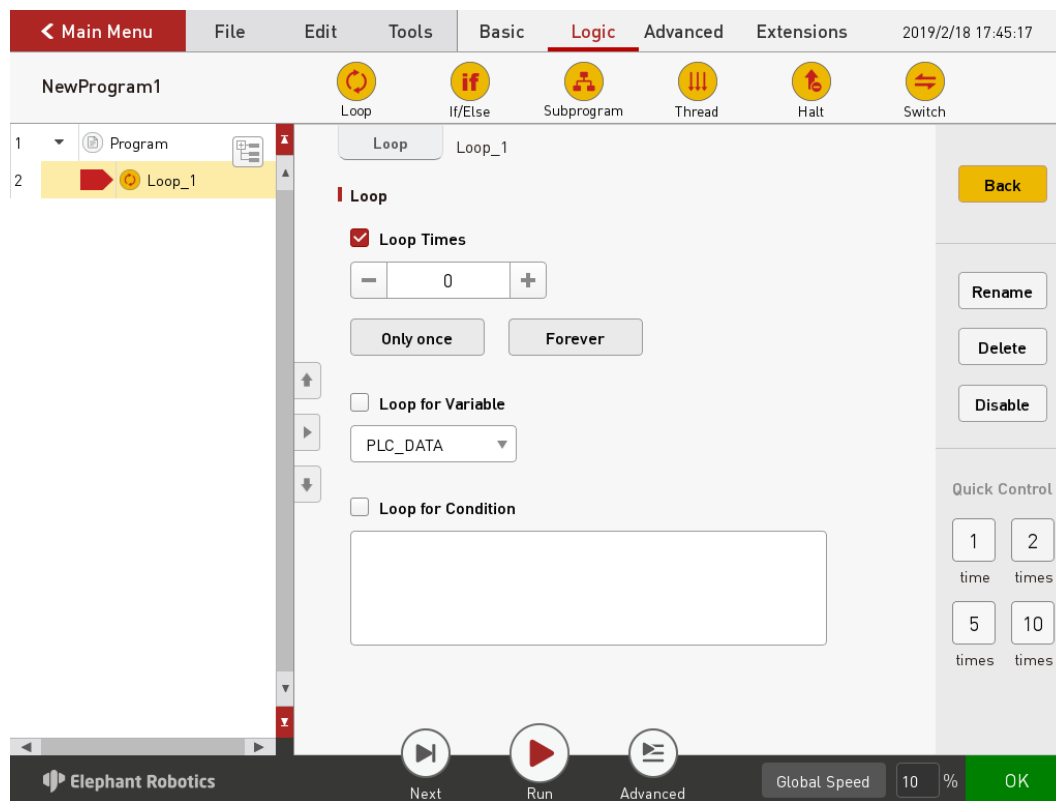 Main Menu File Edit Tools Basic Logic Advanced Extensions 2019/2/18 17:45:17
NewProgram1
if
Loop If/Else Subprogram Thread Halt Switch
1 Program
2 Loop_1
Loop Loop_1
Loop
Loop Times
0
Only once Forever
Loop for Variable
PLC_DATA
Loop for Condition
Back
Rename
Delete
Disable
Quick Control
1 2
time times
5 10
times times
Elephant Robotics
Next Run Advanced
Global Speed 10 % OK